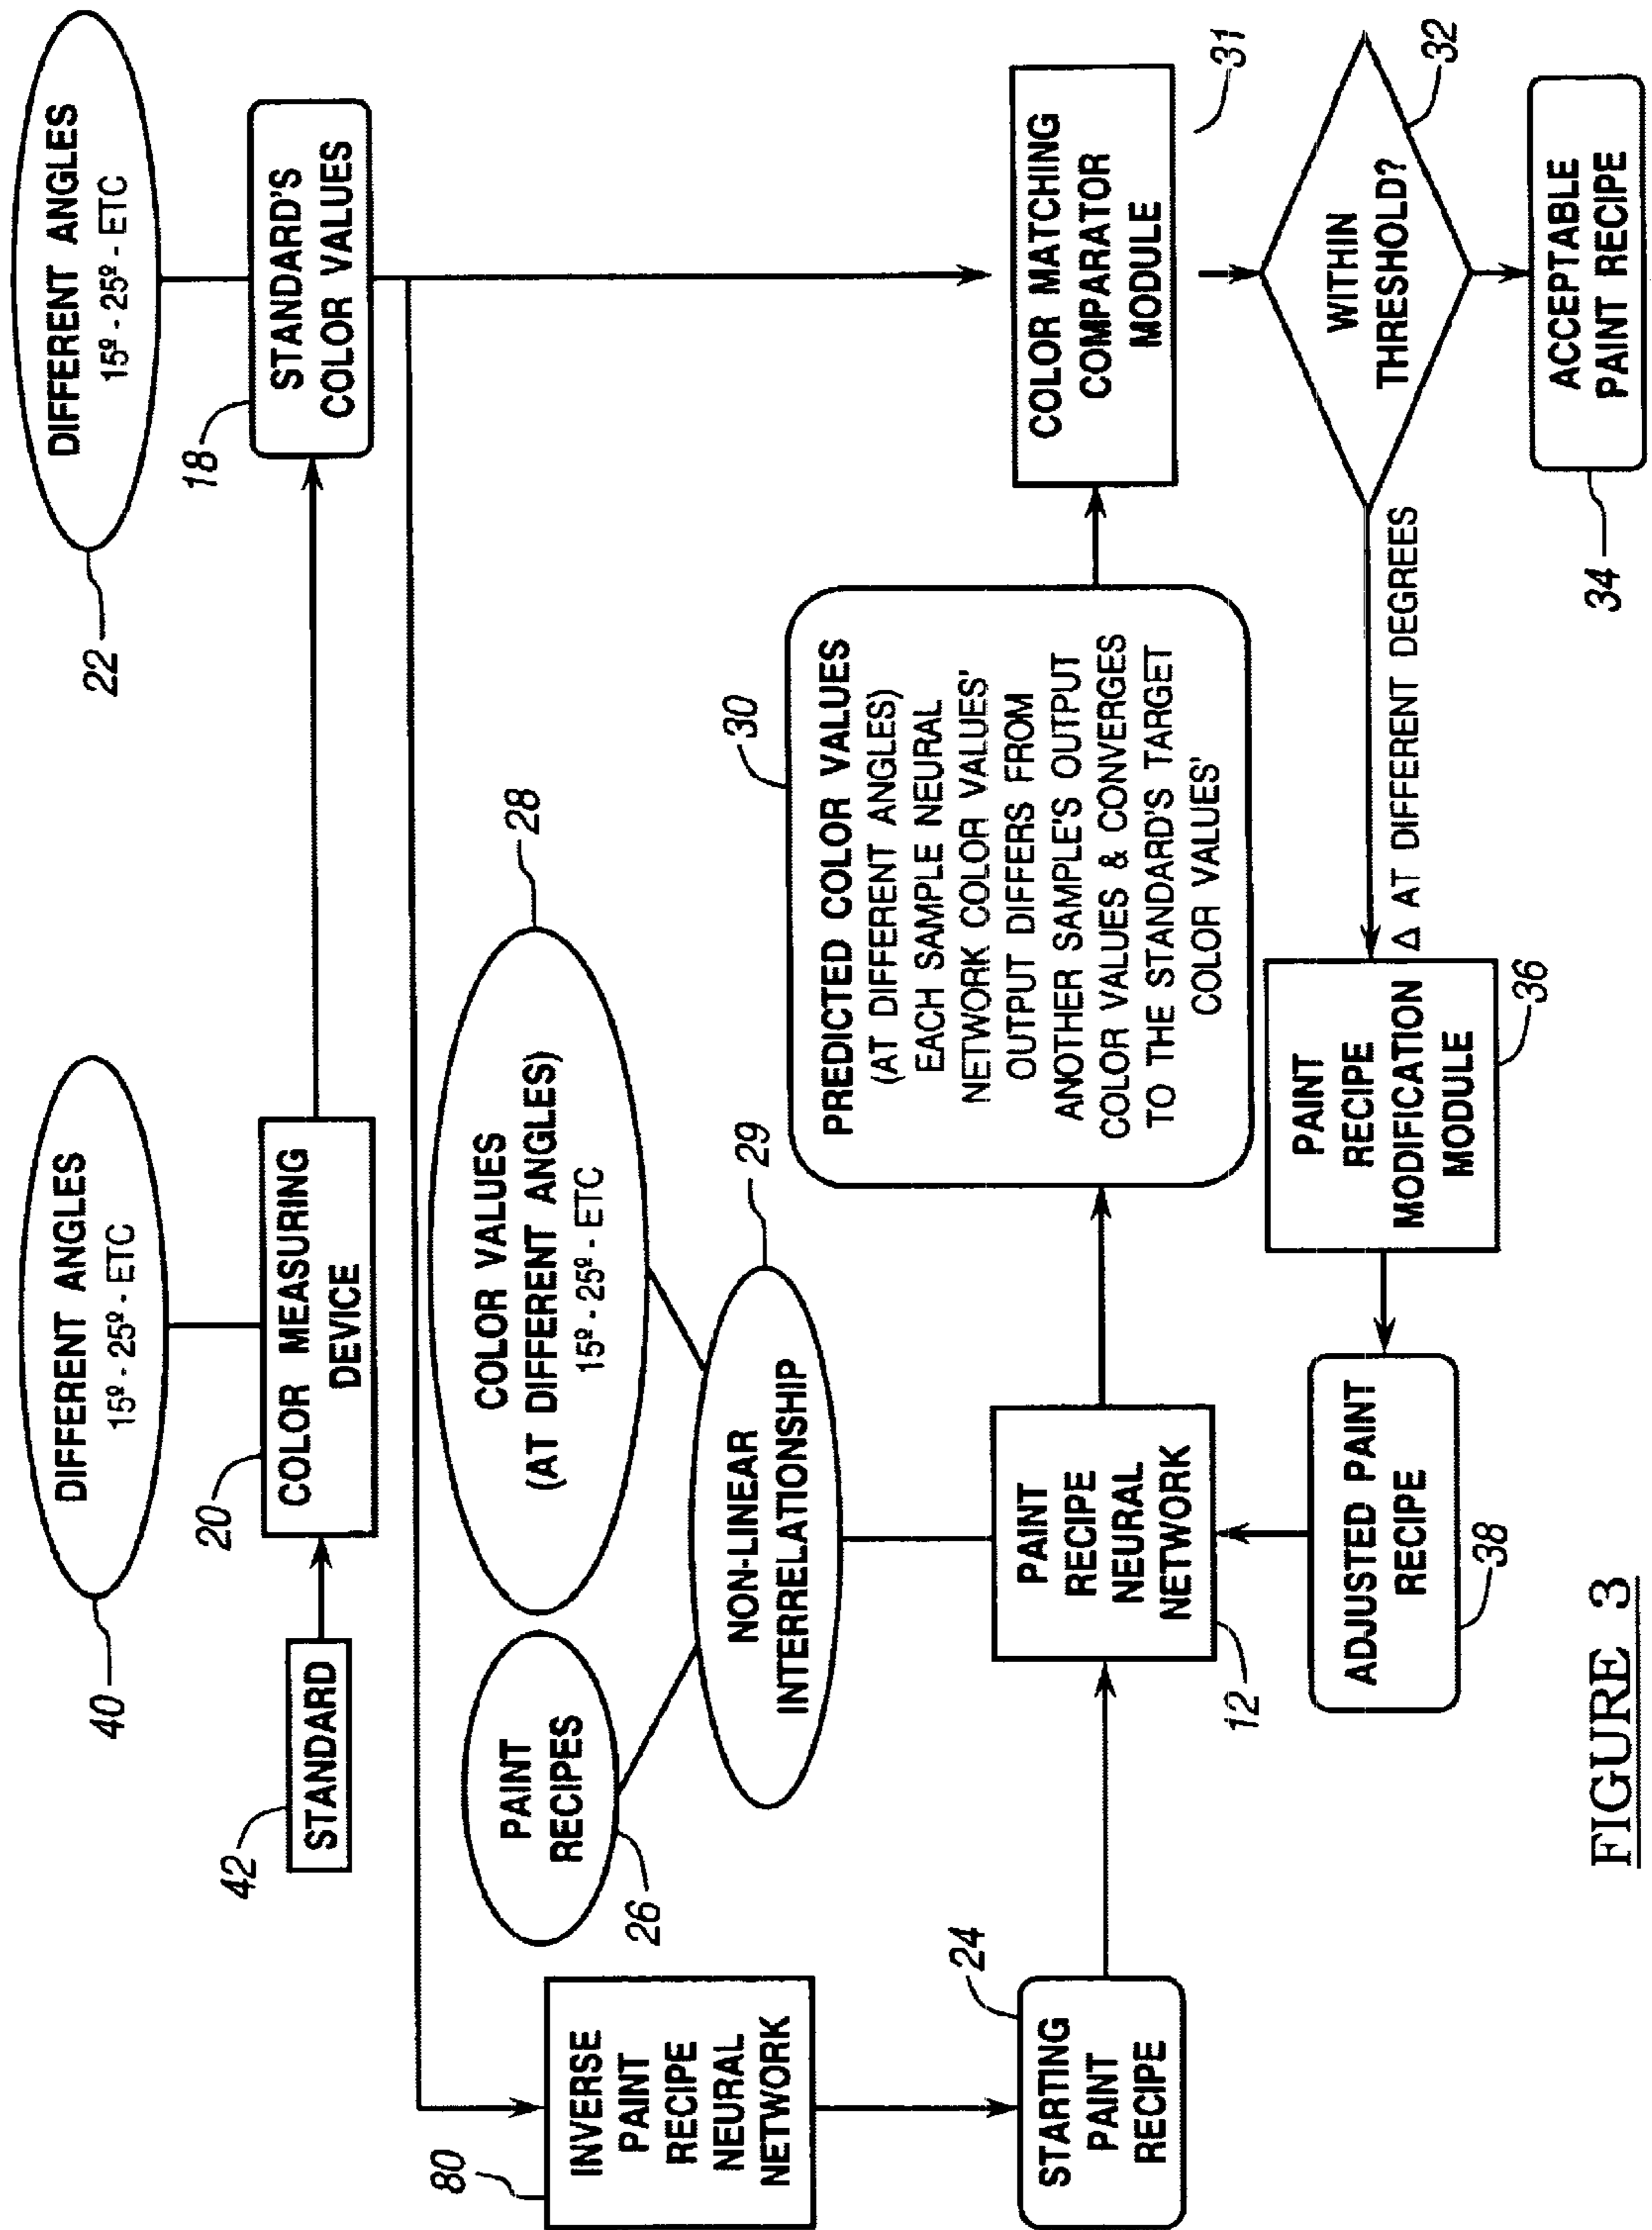 40
DIFFERENT ANGLES
15º - 25º - ETC
22
DIFFERENT ANGLES
15º - 25º - ETC
42
STANDARD
20
COLOR MEASURING
DEVICE
18
STANDARD'S
COLOR VALUES
80
INVERSE
PAINT
RECIPE
NEURAL
NETWORK
PAINT
RECIPES
26
COLOR VALUES
(AT DIFFERENT ANGLES)
15º - 25º - ETC
28
NON-LINEAR
INTERRELATIONSHIP
29
24
STARTING
PAINT
RECIPE
PAINT
RECIPE
NEURAL
NETWORK
12
30
PREDICTED COLOR VALUES
(AT DIFFERENT ANGLES)
EACH SAMPLE NEURAL
NETWORK COLOR VALUES'
OUTPUT DIFFERS FROM
ANOTHER SAMPLE'S OUTPUT
COLOR VALUES & CONVERGES
TO THE STANDARD'S TARGET
COLOR VALUES'
COLOR MATCHING
COMPARATOR
MODULE
31
WITHIN
THRESHOLD?
32
Δ AT DIFFERENT DEGREES
PAINT
RECIPE
MODIFICATION
MODULE
36
ADJUSTED PAINT
RECIPE
38
ACCEPTABLE
PAINT RECIPE
34
FIGURE 3